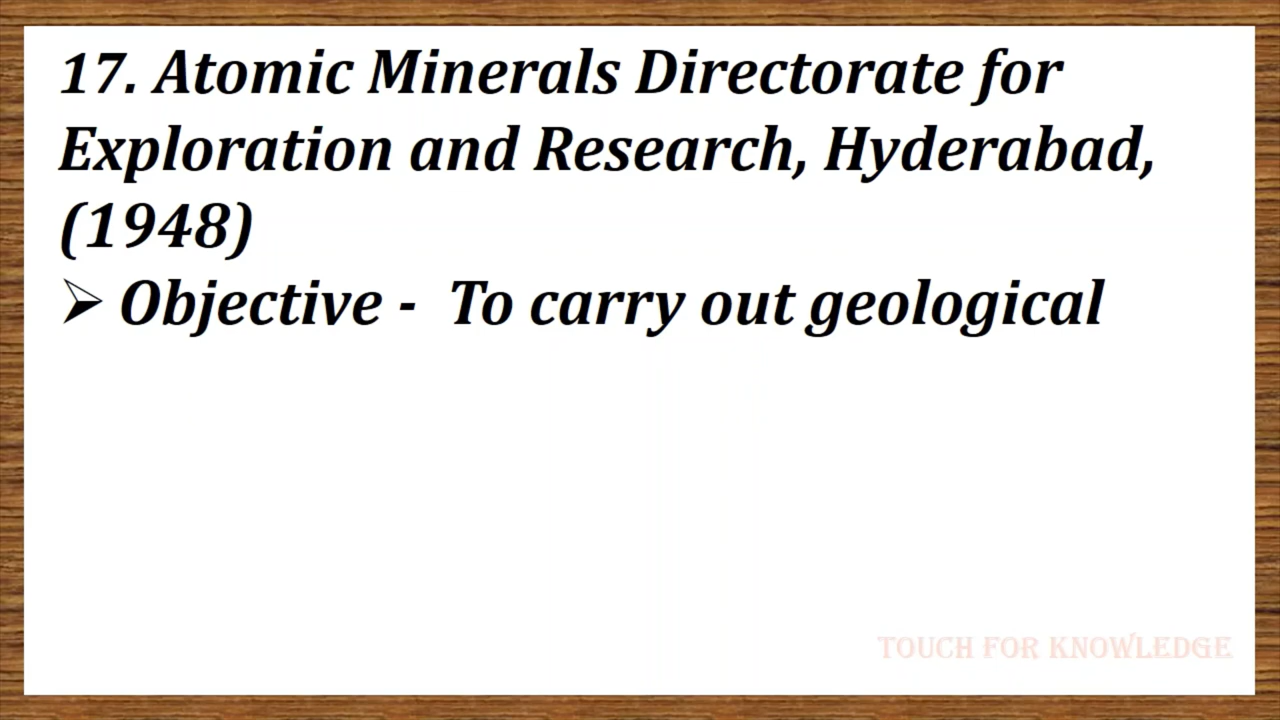 17. Atomic Minerals Directorate for
Exploration and Research, Hyderabad,
(1948)
➢ Objective - To carry out geological
TOUCH FOR KNOWLEDGE